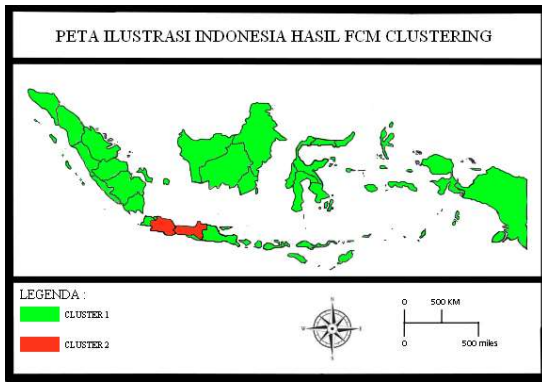 PETA ILUSTRASI INDONESIA HASIL FCM CLUSTERING
LEGENDA :
CLUSTER 1
CLUSTER 2
0 500 KM
0 500 miles